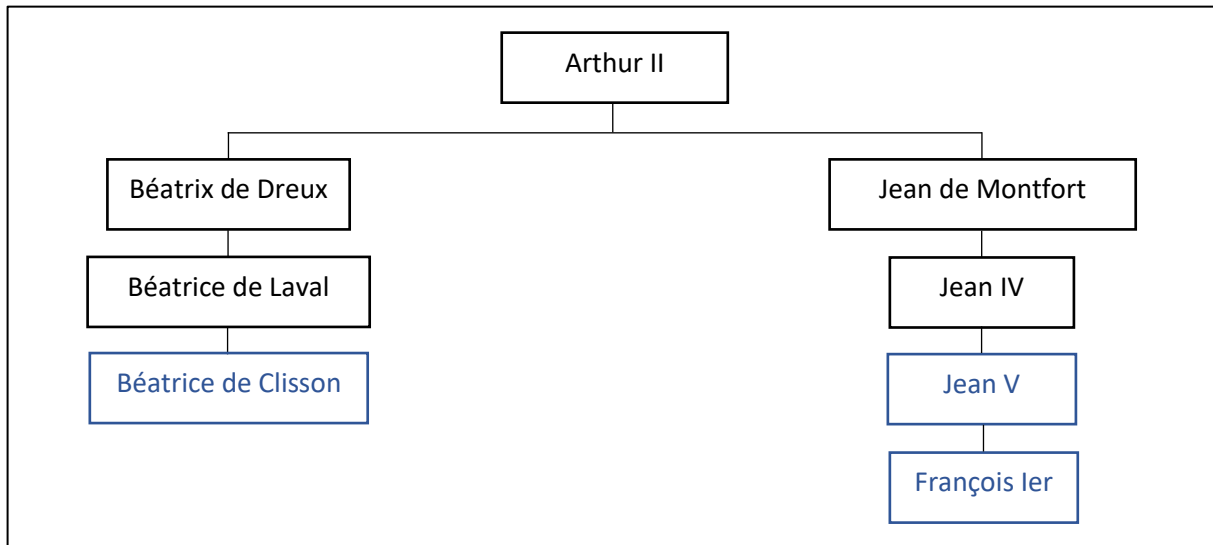 Arthur II
Béatrix de Dreux
Jean de Montfort
Béatrice de Laval
Jean IV
Béatrice de Clisson
Jean V
François Ier